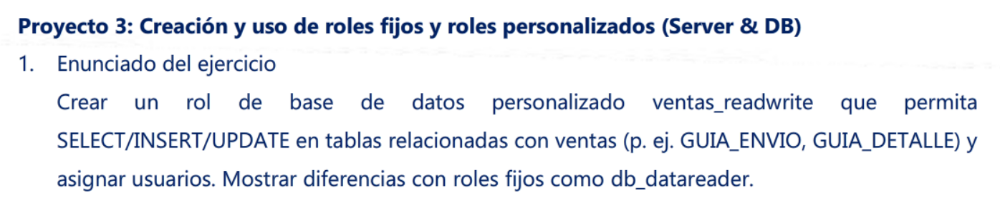 Proyecto 3: Creación y uso de roles fijos y roles personalizados (Server & DB)
1. Enunciado del ejercicio
Crear un rol de base de datos personalizado ventas_readwrite que permita
SELECT/INSERT/UPDATE en tablas relacionadas con ventas (p. ej. GUIA_ENVIO, GUIA_DETALLE) y
asignar usuarios. Mostrar diferencias con roles fijos como db_datareader.